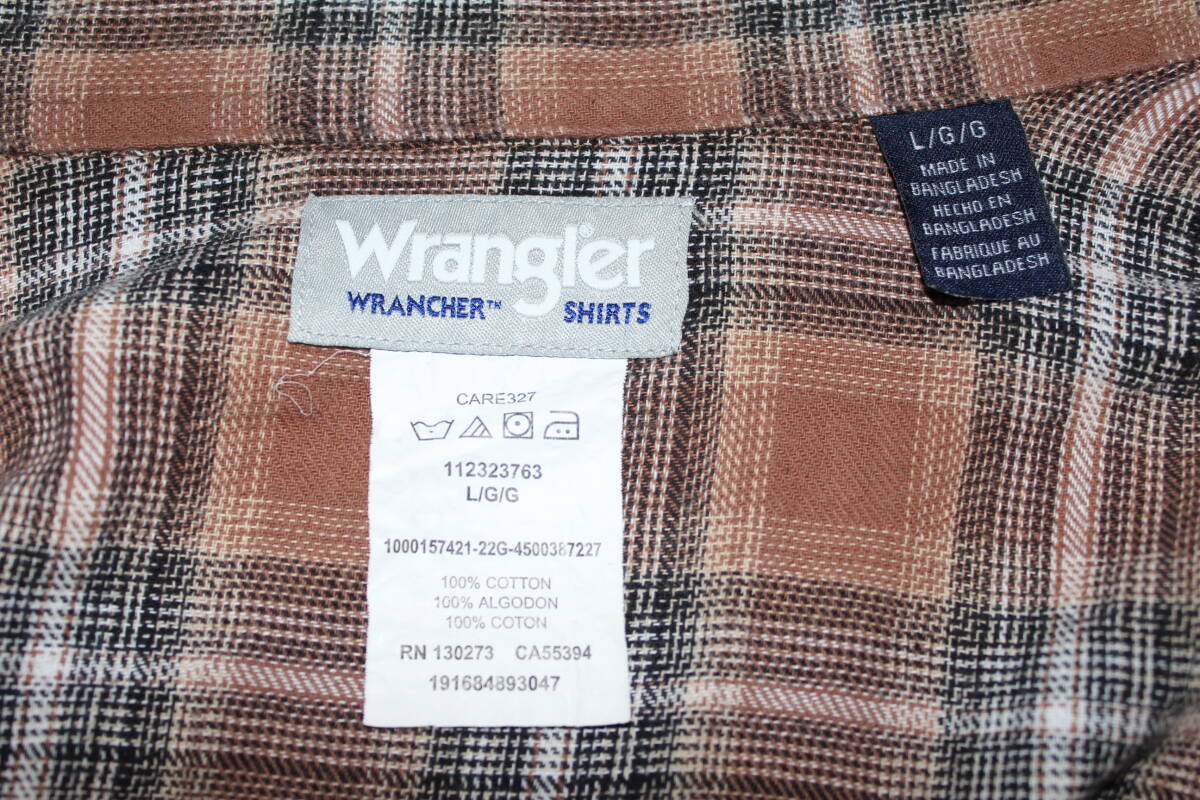 Wrangler
WRANCHER™ SHIRTS
L/G/G
MADE IN
BANGLADESH
HECHO EN
BANGLADESH
FABRIQUE AU
BANGLADESH
CARE327
112323763
L/G/G
1000157421-22G-4500387227
100% COTTON
100% ALGODON
100% COTON
RN 130273 CA55394
191684893047